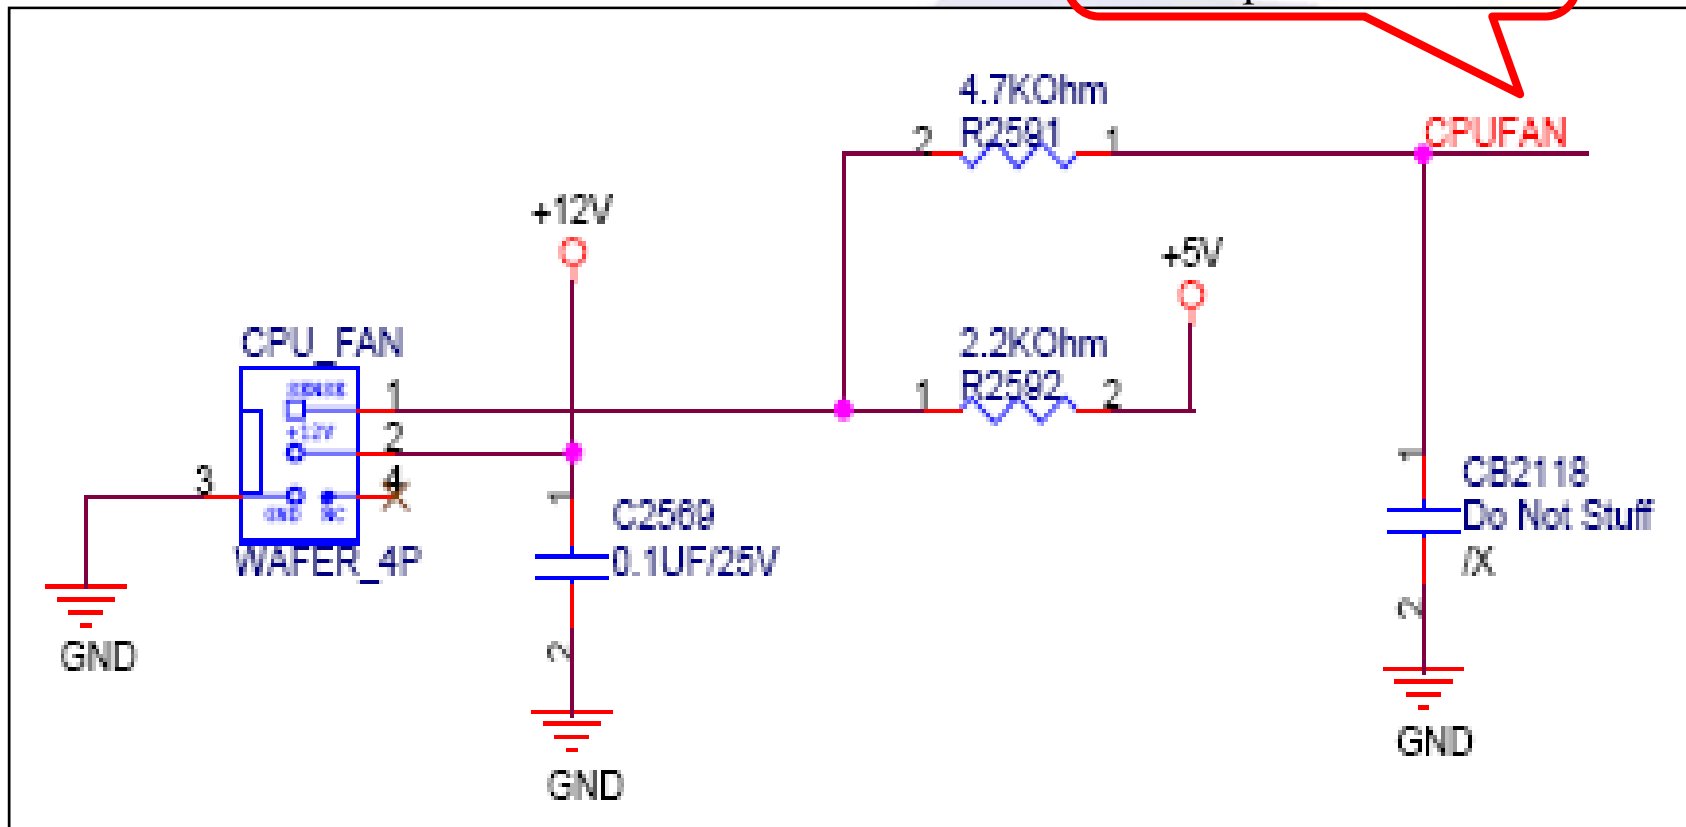 4.7KOhm
R2591
2
1
CPUFAN
+12V
+5V
CPU_FAN
2.2KOhm
R2592
1
2
SENSE
1
+12V
2
3
4
GND
NC
WAFER_4P
1
C2569
0.1UF/25V
2
1
CB2118
Do Not Stuff
/X
2
GND
GND
GND